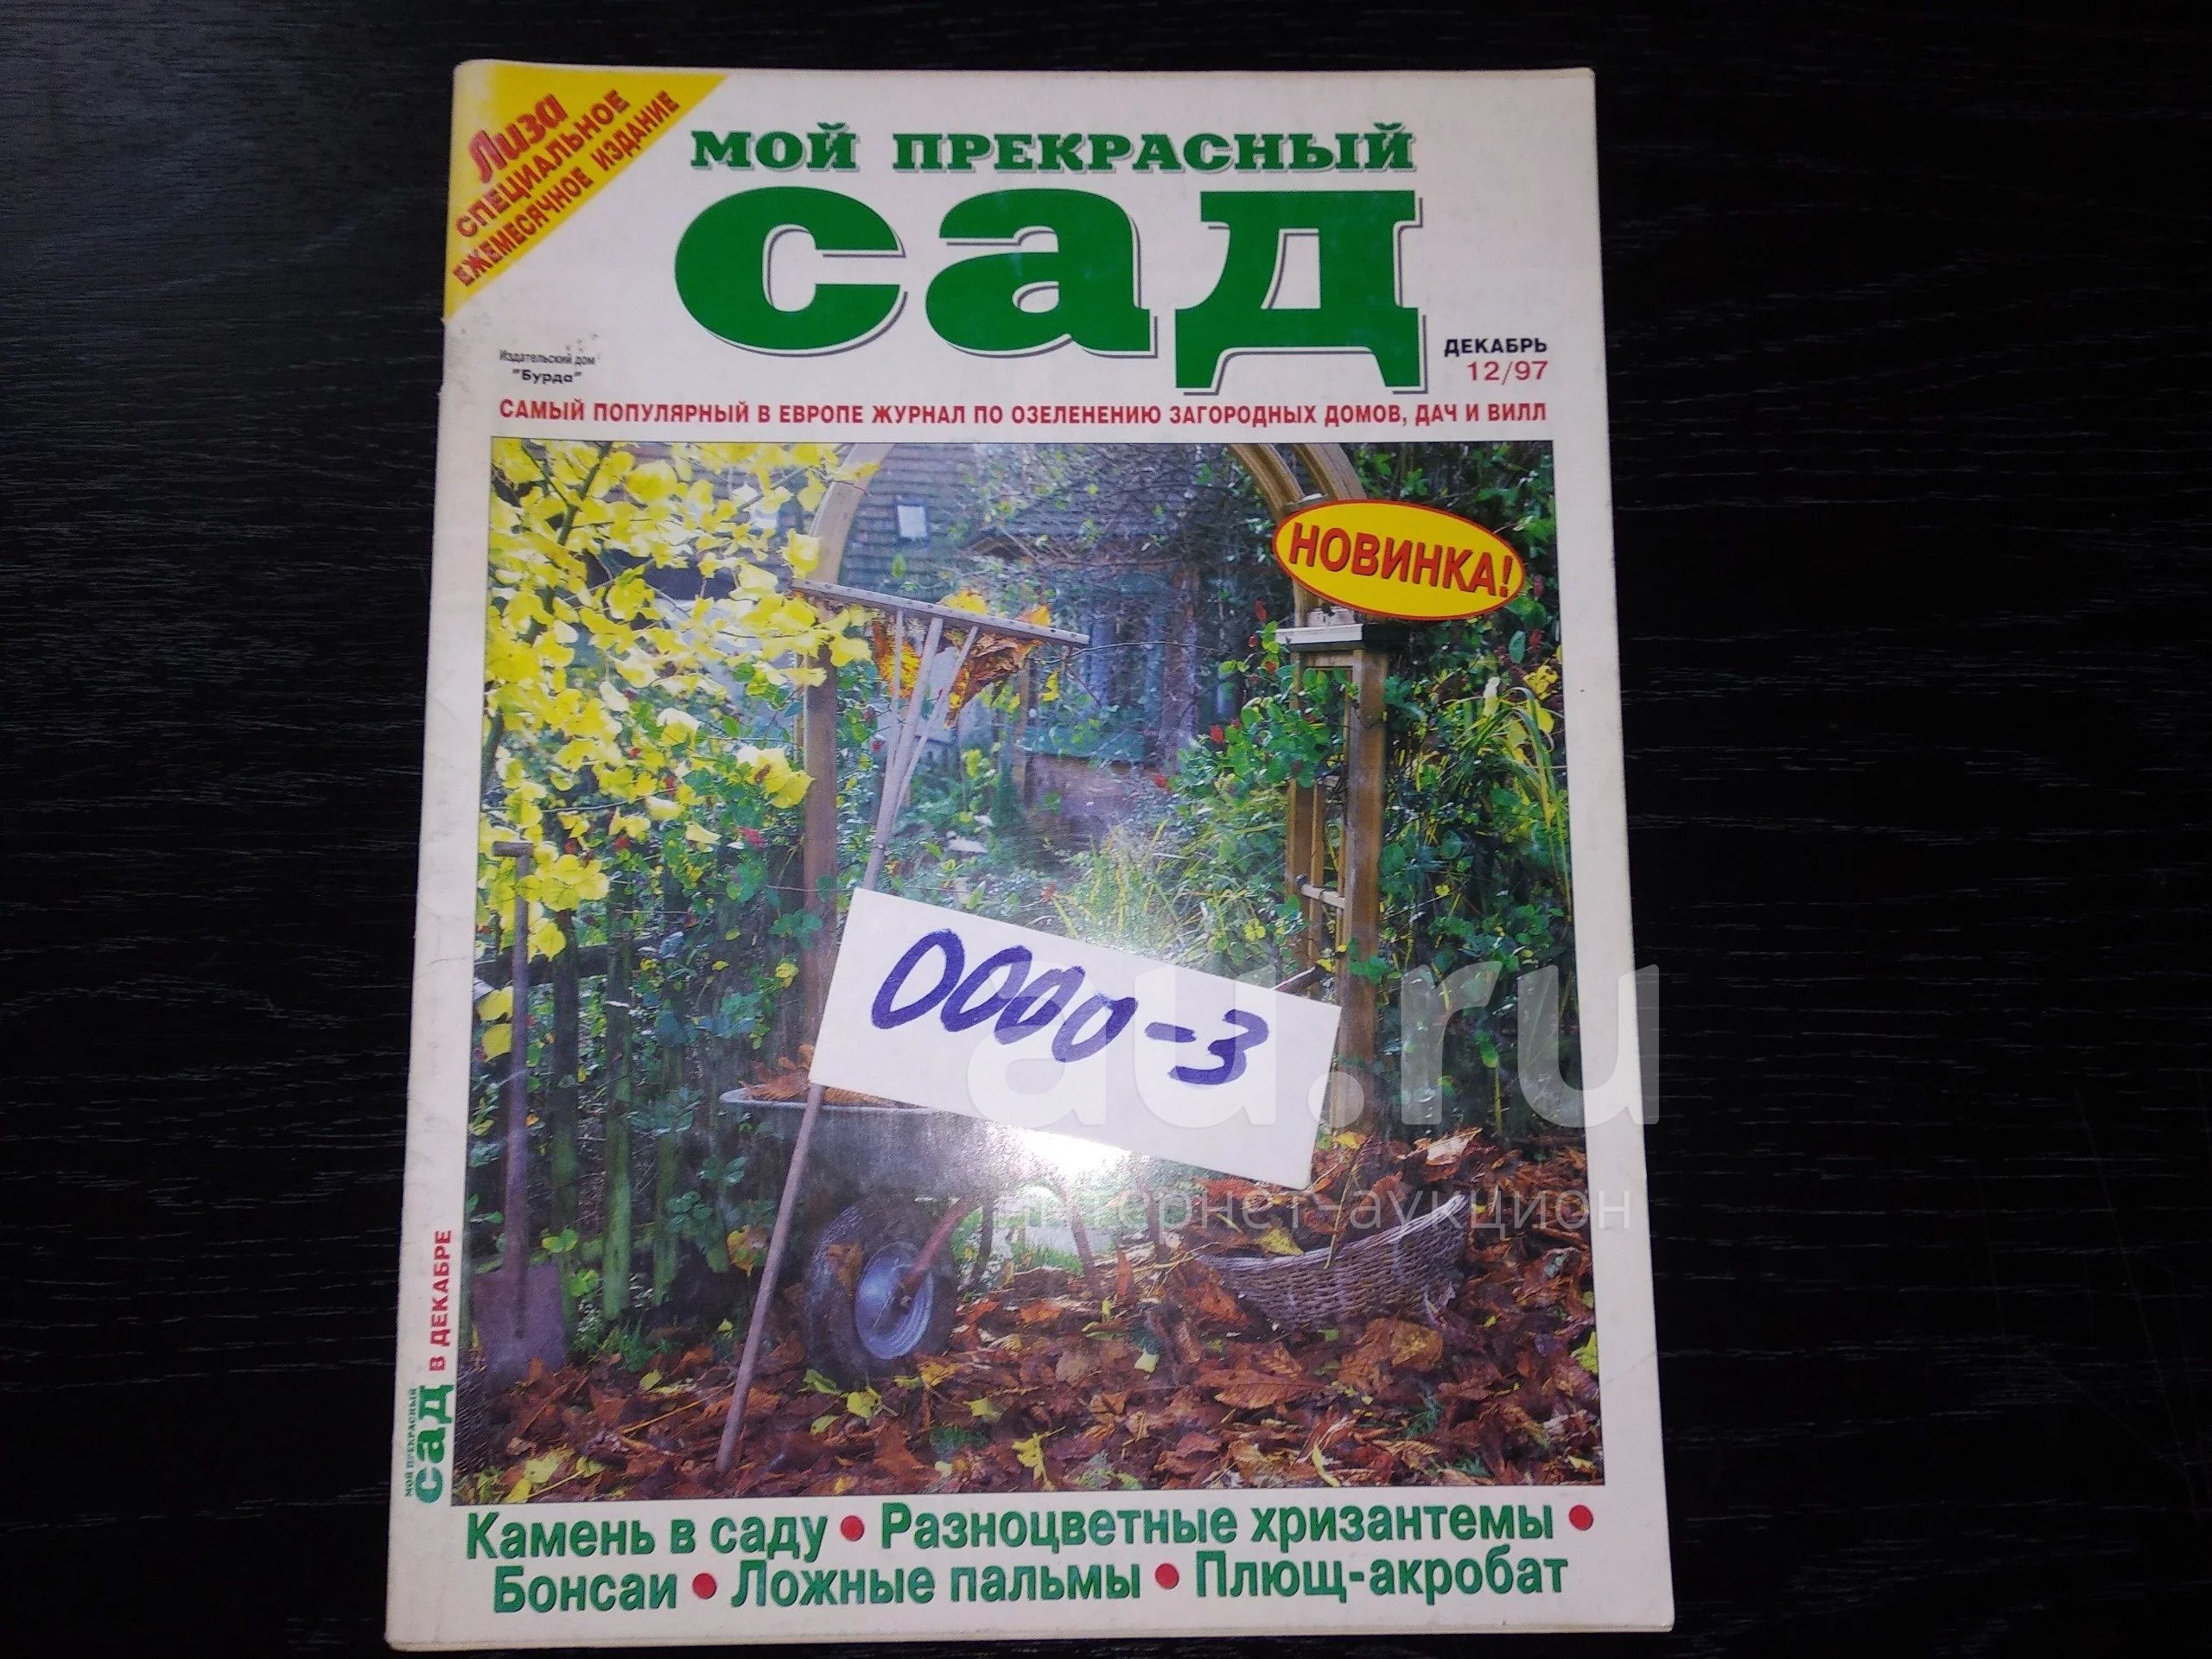 Лиза
СПЕЦИАЛЬНОЕ
ЕЖЕМЕСЯЧНОЕ ИЗДАНИЕ
МОЙ ПРЕКРАСНЫЙ
сад
Издательский дом
"Бурда"
ДЕКАБРЬ
12/97
САМЫЙ ПОПУЛЯРНЫЙ В ЕВРОПЕ ЖУРНАЛ ПО ОЗЕЛЕНЕНИЮ ЗАГОРОДНЫХ ДОМОВ, ДАЧ И ВИЛЛ
НОВИНКА!
0000-3
au.ru
интернет-аукцион
МОЙ ПРЕКРАСНЫЙ
сад В ДЕКАБРЕ
Камень в саду • Разноцветные хризантемы •
Бонсаи • Ложные пальмы • Плющ-акробат